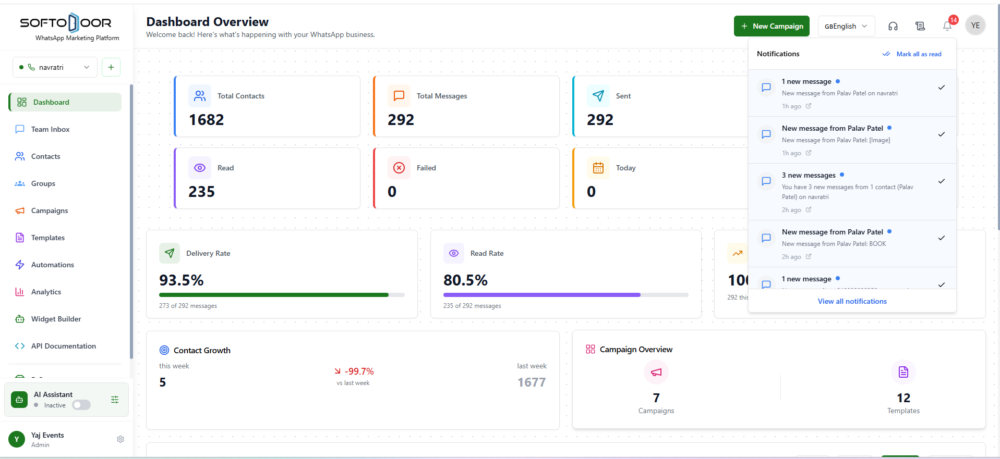 SOFTODOOR
WhatsApp Marketing Platform
navratri
Dashboard
Team Inbox
Contacts
Groups
Campaigns
Templates
Automations
Analytics
Widget Builder
API Documentation
AI Assistant
Inactive
Y
Yaj Events
Admin
Dashboard Overview
Welcome back! Here's what's happening with your WhatsApp business.
New Campaign
GBEnglish
14
YE
Total Contacts
1682
Total Messages
292
Sent
292
Read
235
Failed
0
Today
0
Delivery Rate
93.5%
273 of 292 messages
Read Rate
80.5%
235 of 292 messages
292 this
Contact Growth
this week
5
-99.7%
vs last week
last week
1677
Campaign Overview
7
Campaigns
12
Templates
Notifications
Mark all as read
1 new message
New message from Palav Patel on navratri
1h ago
New message from Palav Patel
New message from Palav Patel: [Image]
1h ago
3 new messages
You have 3 new messages from 1 contact (Palav
Patel) on navratri
2h ago
New message from Palav Patel
New message from Palav Patel: BOOK
2h ago
1 new message
View all notifications